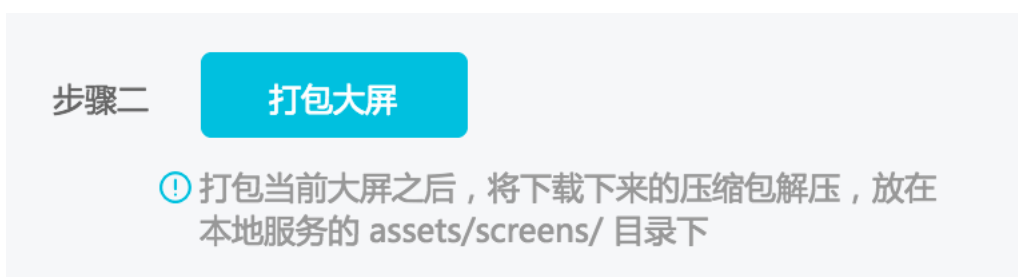 步骤二 打包大屏
打包当前大屏之后，将下载下来的压缩包解压，放在
本地服务的 assets/screens/ 目录下